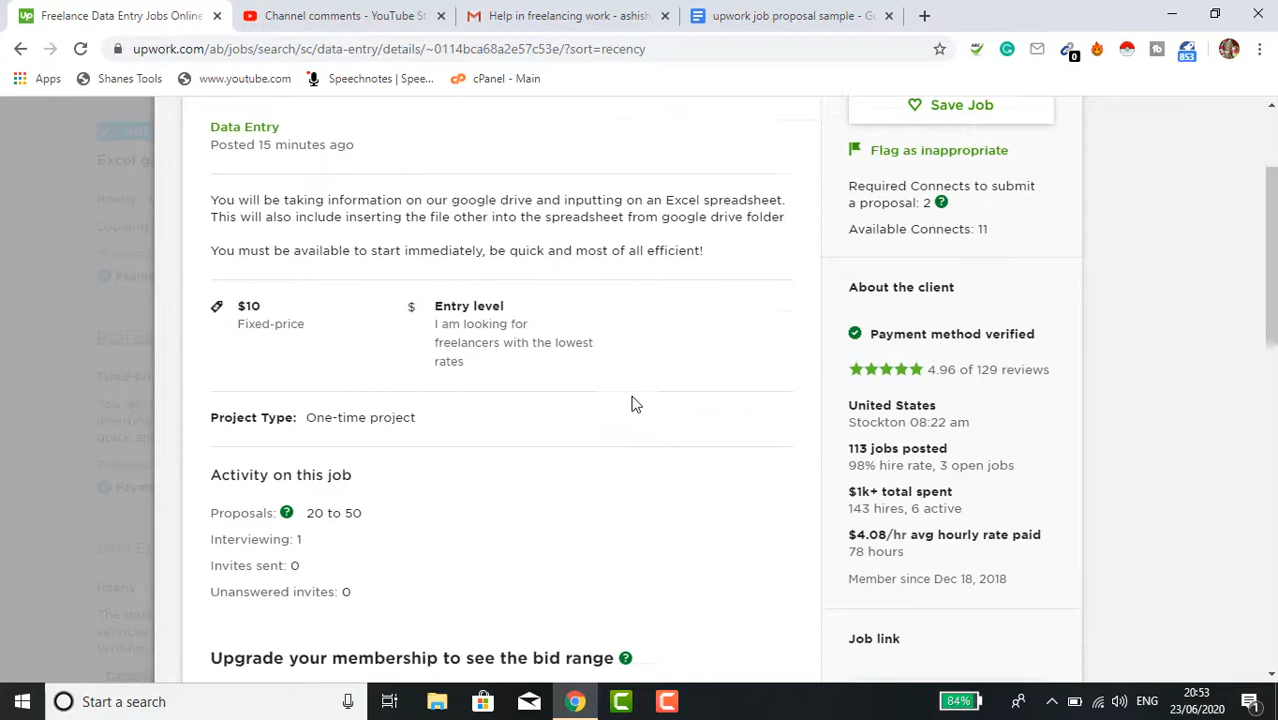 Freelance Data Entry Jobs Online
Channel comments - YouTube St
Help in freelancing work - ashish
upwork job proposal sample - Go
upwork.com/ab/jobs/search/sc/data-entry/details/~0114bca68a2e57c53e/?sort=recency
0
853
Apps
Shanes Tools
www.youtube.com
Speechnotes | Spee...
cPanel - Main
Data Entry
Posted 15 minutes ago
You will be taking information on our google drive and inputting on an Excel spreadsheet.
This will also include inserting the file other into the spreadsheet from google drive folder
You must be available to start immediately, be quick and most of all efficient!
$10
Fixed-price
$ Entry level
I am looking for
freelancers with the lowest
rates
Project Type: One-time project
Activity on this job
Proposals: ? 20 to 50
Interviewing: 1
Invites sent: 0
Unanswered invites: 0
Upgrade your membership to see the bid range ?
Save Job
Flag as inappropriate
Required Connects to submit
a proposal: 2 ?
Available Connects: 11
About the client
Payment method verified
4.96 of 129 reviews
United States
Stockton 08:22 am
113 jobs posted
98% hire rate, 3 open jobs
$1k+ total spent
143 hires, 6 active
$4.08/hr avg hourly rate paid
78 hours
Member since Dec 18, 2018
Job link
Start a search
84%
ENG
20:53
23/06/2020
1